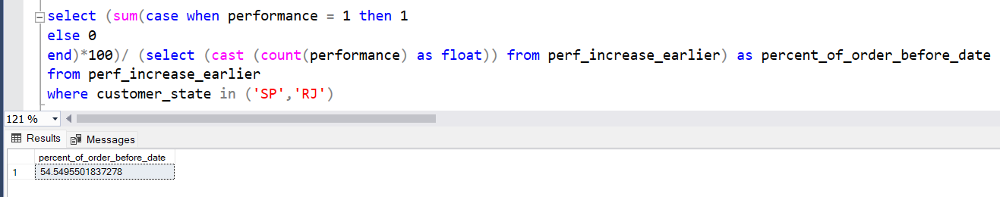 select (sum(case when performance = 1 then 1
else 0
end)*100)/ (select (cast (count(performance) as float)) from perf_increase_earlier) as percent_of_order_before_date
from perf_increase_earlier
where customer_state in ('SP','RJ')
121 %
Results Messages
percent_of_order_before_date
1 54.5495501837278